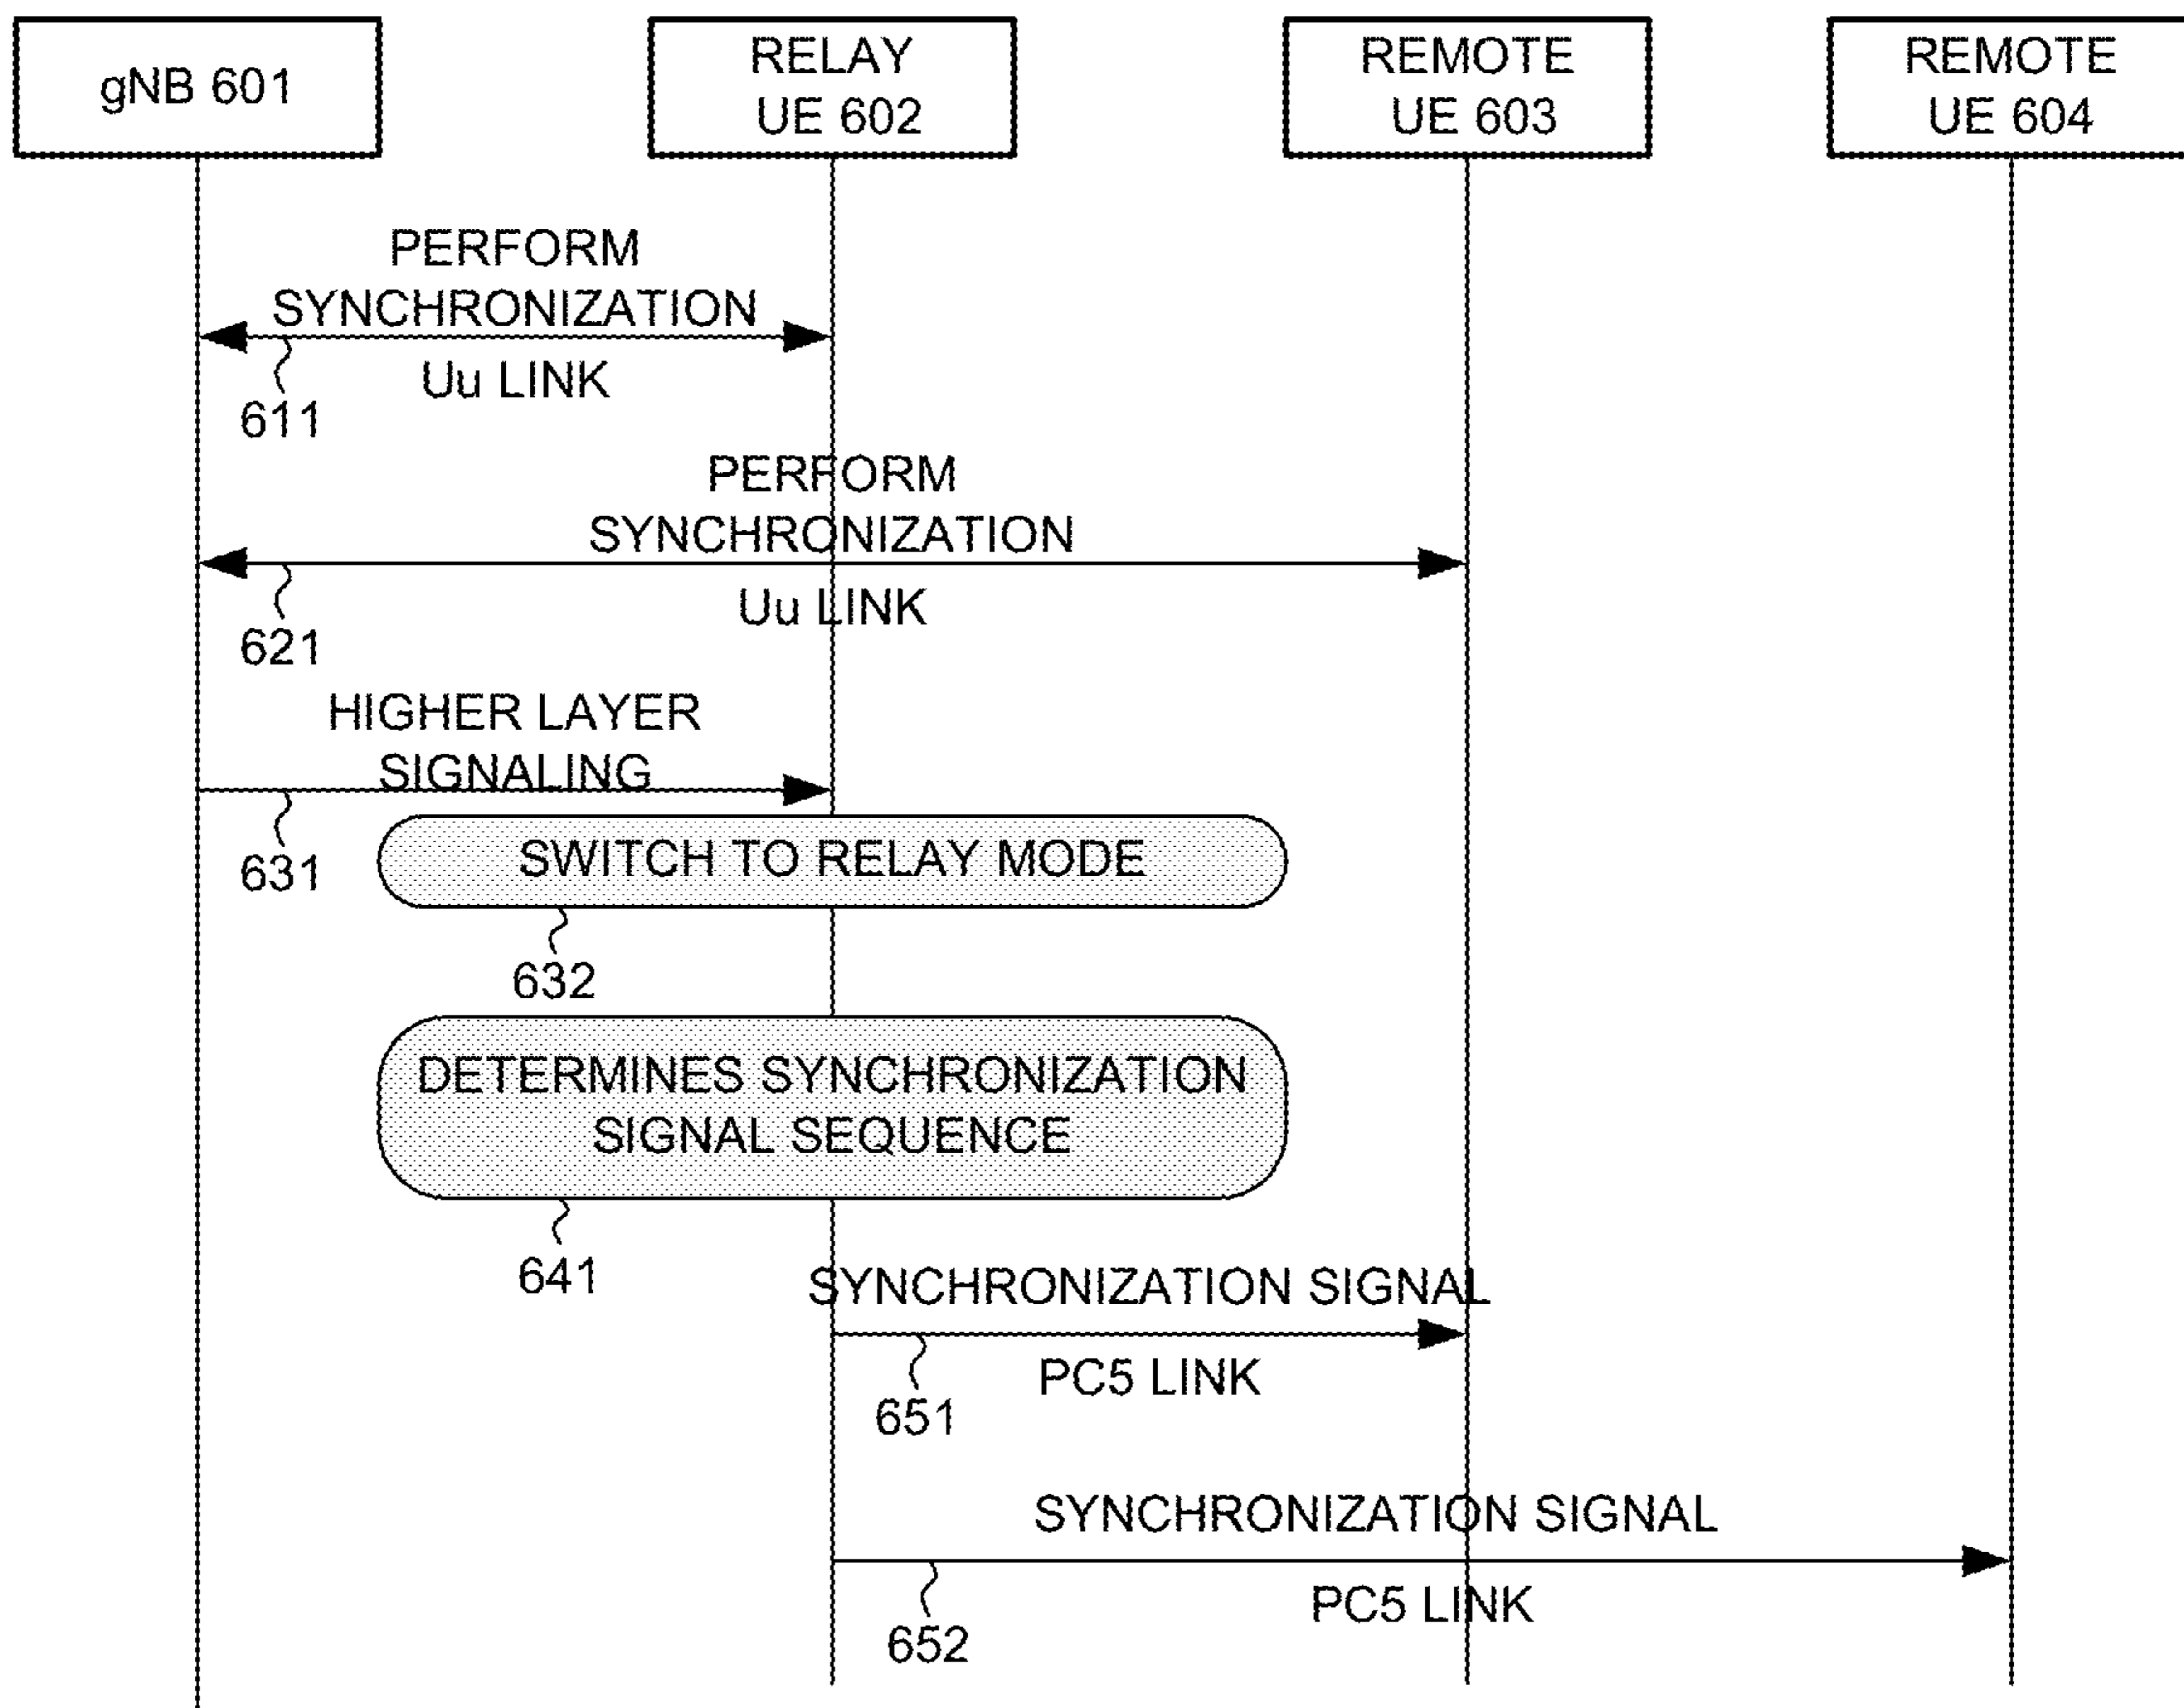 gNB 601
RELAY
UE 602
REMOTE
UE 603
REMOTE
UE 604
PERFORM
SYNCHRONIZATION
Uu LINK
611
PERFORM
SYNCHRONIZATION
Uu LINK
621
HIGHER LAYER
SIGNALING
631
SWITCH TO RELAY MODE
632
DETERMINES SYNCHRONIZATION
SIGNAL SEQUENCE
641
SYNCHRONIZATION SIGNAL
PC5 LINK
651
SYNCHRONIZATION SIGNAL
PC5 LINK
652